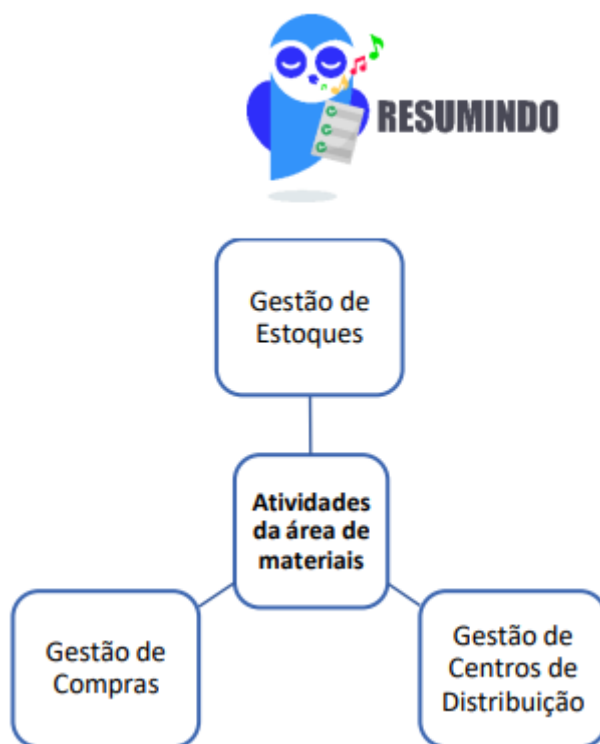 RESUMINDO
Gestão de
Estoques
Atividades
da área de
materiais
Gestão de
Compras
Gestão de
Centros de
Distribuição